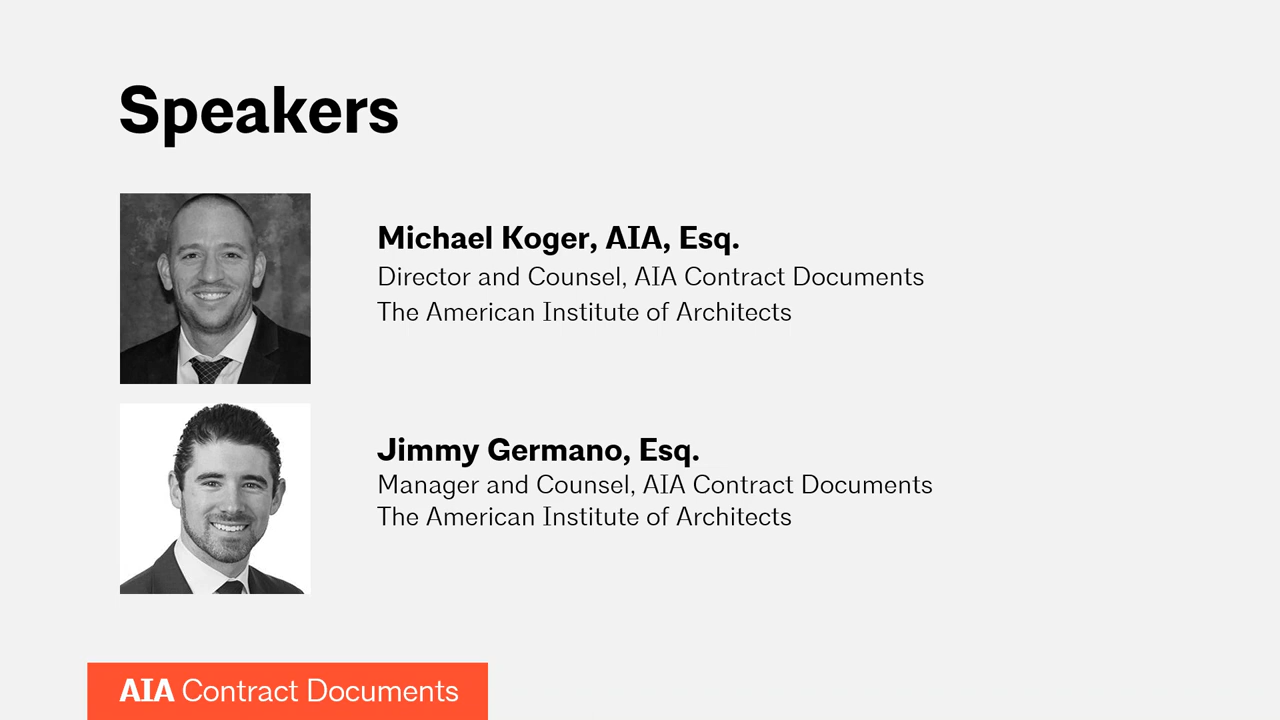 Speakers
Michael Koger, AIA, Esq.
Director and Counsel, AIA Contract Documents
The American Institute of Architects
Jimmy Germano, Esq.
Manager and Counsel, AIA Contract Documents
The American Institute of Architects
AIA Contract Documents